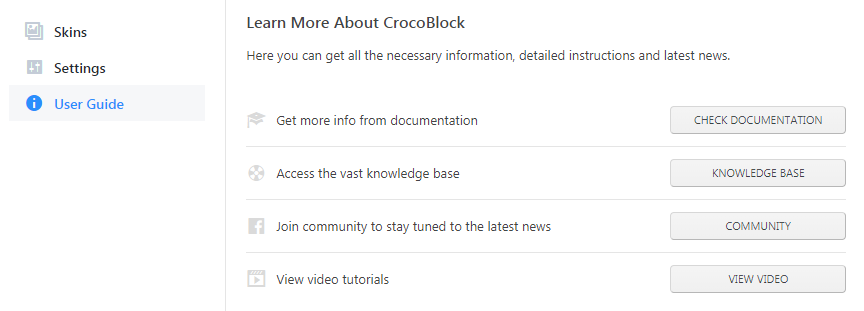 Skins
Settings
User Guide
Learn More About CrocoBlock
Here you can get all the necessary information, detailed instructions and latest news.
Get more info from documentation
CHECK DOCUMENTATION
Access the vast knowledge base
KNOWLEDGE BASE
Join community to stay tuned to the latest news
COMMUNITY
View video tutorials
VIEW VIDEO